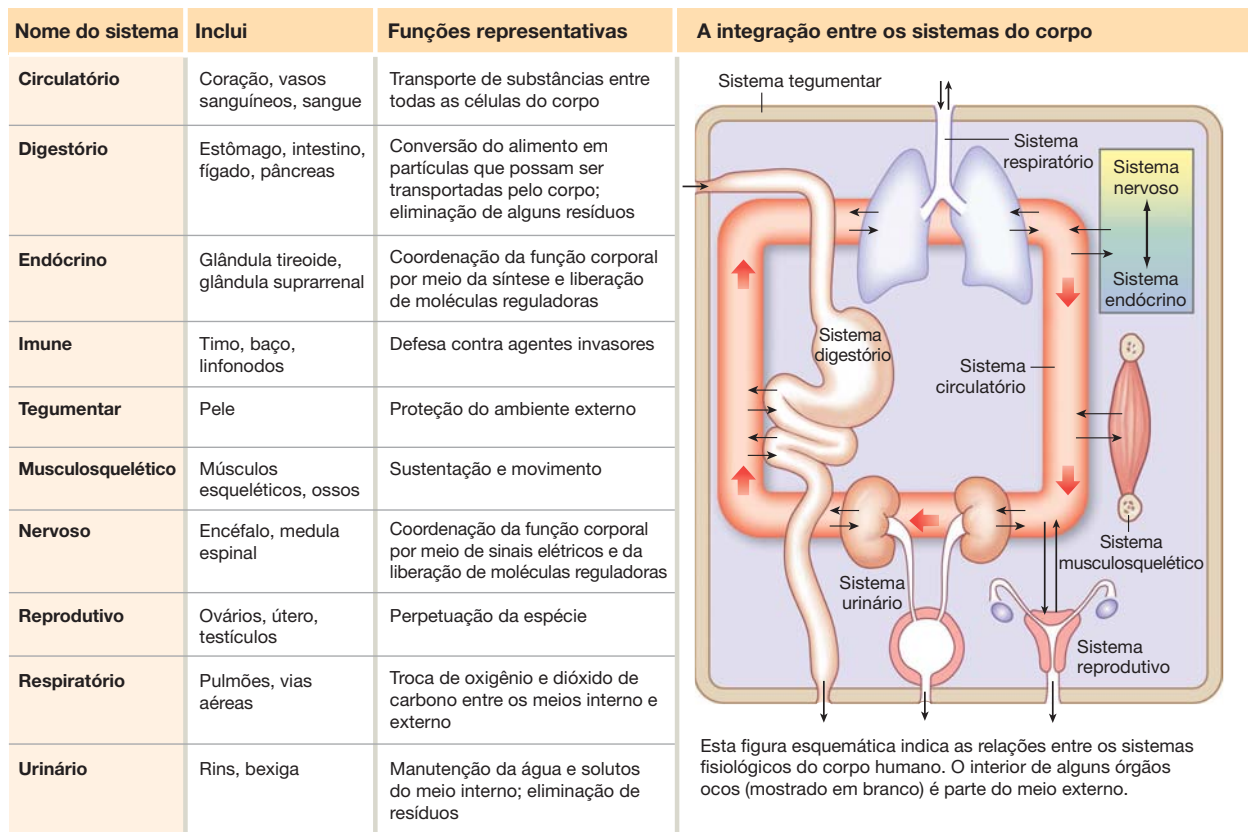 Nome do sistema
Inclui
Funções representativas
A integração entre os sistemas do corpo
Circulatório
Coração, vasos
sanguíneos, sangue
Transporte de substâncias entre
todas as células do corpo
Digestório
Estômago, intestino,
fígado, pâncreas
Conversão do alimento em
partículas que possam ser
transportadas pelo corpo;
eliminação de alguns resíduos
Endócrino
Glândula tireoide,
glândula suprarrenal
Coordenação da função corporal
por meio da síntese e liberação
de moléculas reguladoras
Imune
Timo, baço,
linfonodos
Defesa contra agentes invasores
Tegumentar
Pele
Proteção do ambiente externo
Musculosquelético
Músculos
esqueléticos, ossos
Sustentação e movimento
Nervoso
Encéfalo, medula
espinal
Coordenação da função corporal
por meio de sinais elétricos e da
liberação de moléculas reguladoras
Reprodutivo
Ovários, útero,
testículos
Perpetuação da espécie
Respiratório
Pulmões, vias
aéreas
Troca de oxigênio e dióxido de
carbono entre os meios interno e
externo
Urinário
Rins, bexiga
Manutenção da água e solutos
do meio interno; eliminação de
resíduos
Sistema tegumentar
Sistema
respiratório
Sistema
nervoso
Sistema
endócrino
Sistema
digestório
Sistema
circulatório
Sistema
musculosquelético
Sistema
urinário
Sistema
reprodutivo
Esta figura esquemática indica as relações entre os sistemas
fisiológicos do corpo humano. O interior de alguns órgãos
ocos (mostrado em branco) é parte do meio externo.